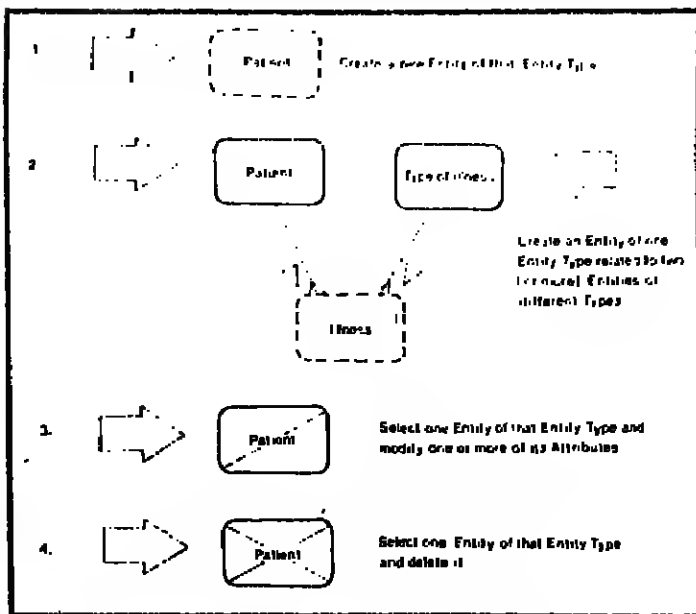 1.
Patient
Create a new Entity of that Entity Type
2
Patient
Type of Illness
Create an Entity of one
Entity Type related to two
(or more) Entities of
different Types
Illness
3.
Patient
Select one Entity of that Entity Type and
modify one or more of its Attributes
4.
Patient
Select one Entity of that Entity Type
and delete it